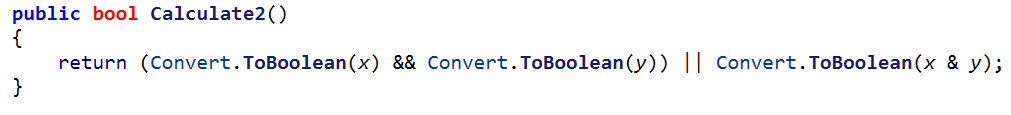 public bool Calculate2()
{
    return (Convert.ToBoolean(x) && Convert.ToBoolean(y)) || Convert.ToBoolean(x & y);
}